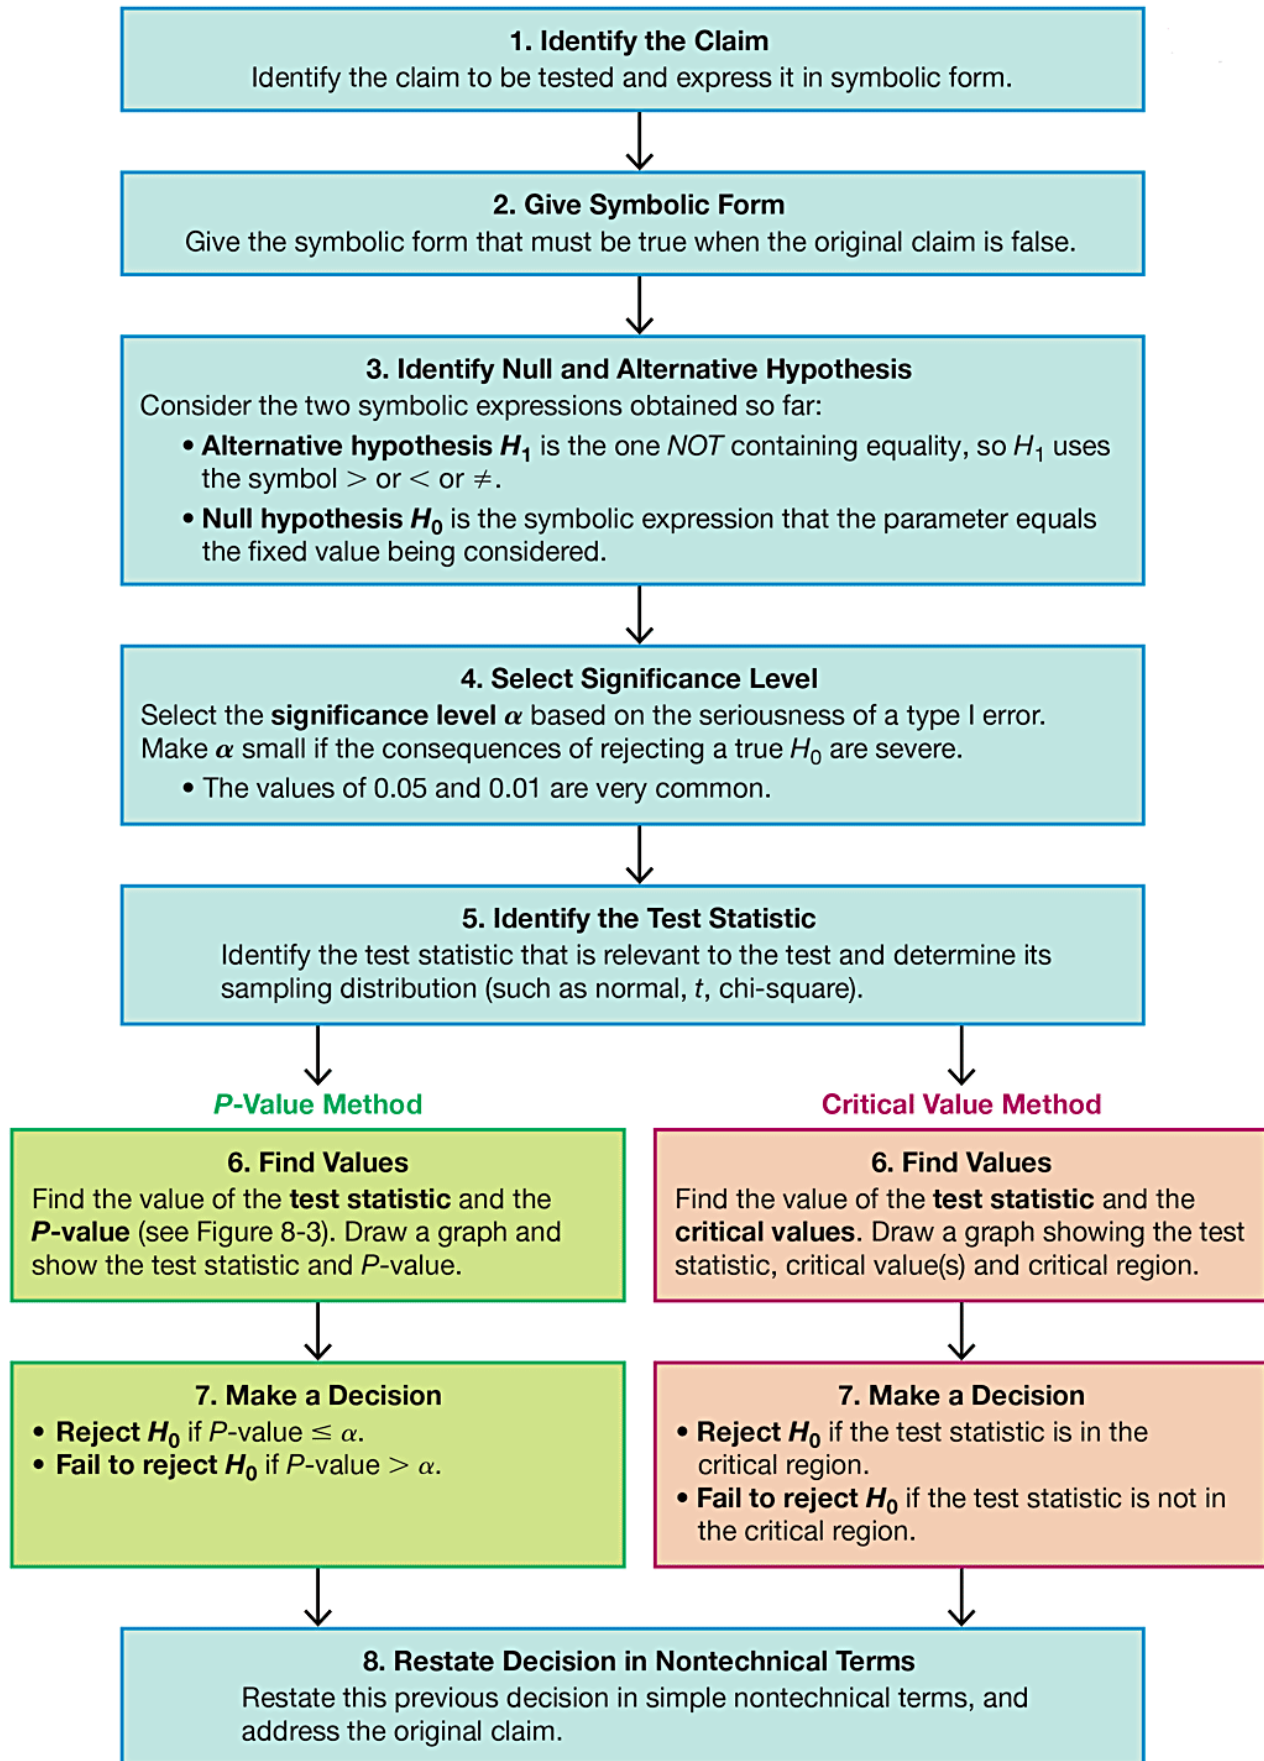 1. Identify the Claim
Identify the claim to be tested and express it in symbolic form.
2. Give Symbolic Form
Give the symbolic form that must be true when the original claim is false.
3. Identify Null and Alternative Hypothesis
Consider the two symbolic expressions obtained so far:
• Alternative hypothesis H₁ is the one NOT containing equality, so H₁ uses
the symbol > or < or ≠.
• Null hypothesis H₀ is the symbolic expression that the parameter equals
the fixed value being considered.
4. Select Significance Level
Select the significance level α based on the seriousness of a type I error.
Make α small if the consequences of rejecting a true H₀ are severe.
• The values of 0.05 and 0.01 are very common.
5. Identify the Test Statistic
Identify the test statistic that is relevant to the test and determine its
sampling distribution (such as normal, t, chi-square).
P-Value Method
6. Find Values
Find the value of the test statistic and the
P-value (see Figure 8-3). Draw a graph and
show the test statistic and P-value.
7. Make a Decision
• Reject H₀ if P-value ≤ α.
• Fail to reject H₀ if P-value > α.
Critical Value Method
6. Find Values
Find the value of the test statistic and the
critical values. Draw a graph showing the test
statistic, critical value(s) and critical region.
7. Make a Decision
• Reject H₀ if the test statistic is in the
critical region.
• Fail to reject H₀ if the test statistic is not in
the critical region.
8. Restate Decision in Nontechnical Terms
Restate this previous decision in simple nontechnical terms, and
address the original claim.